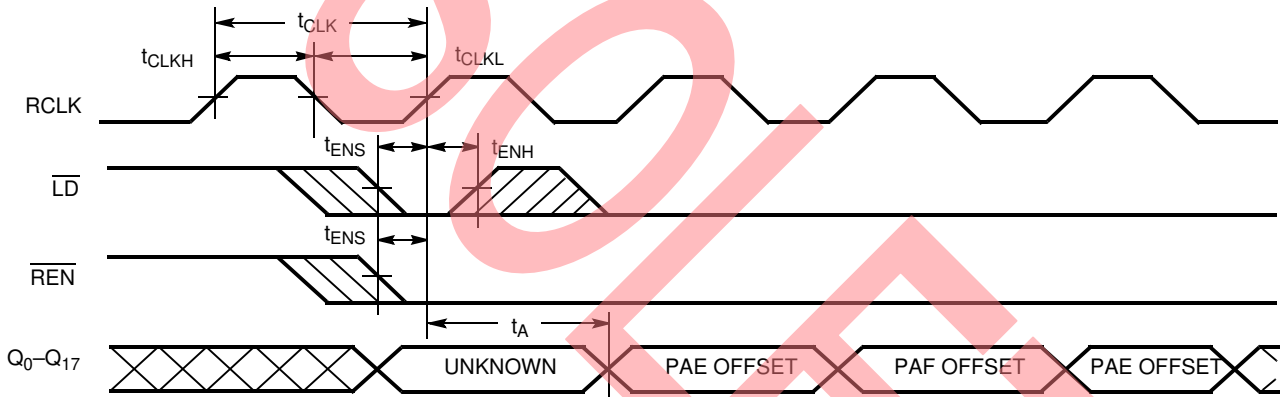 tCLK
tCLKH
tCLKL
RCLK
tENS
tENH
LD
tENS
REN
tA
Q0–Q17
UNKNOWN
PAE OFFSET
PAF OFFSET
PAE OFFSET